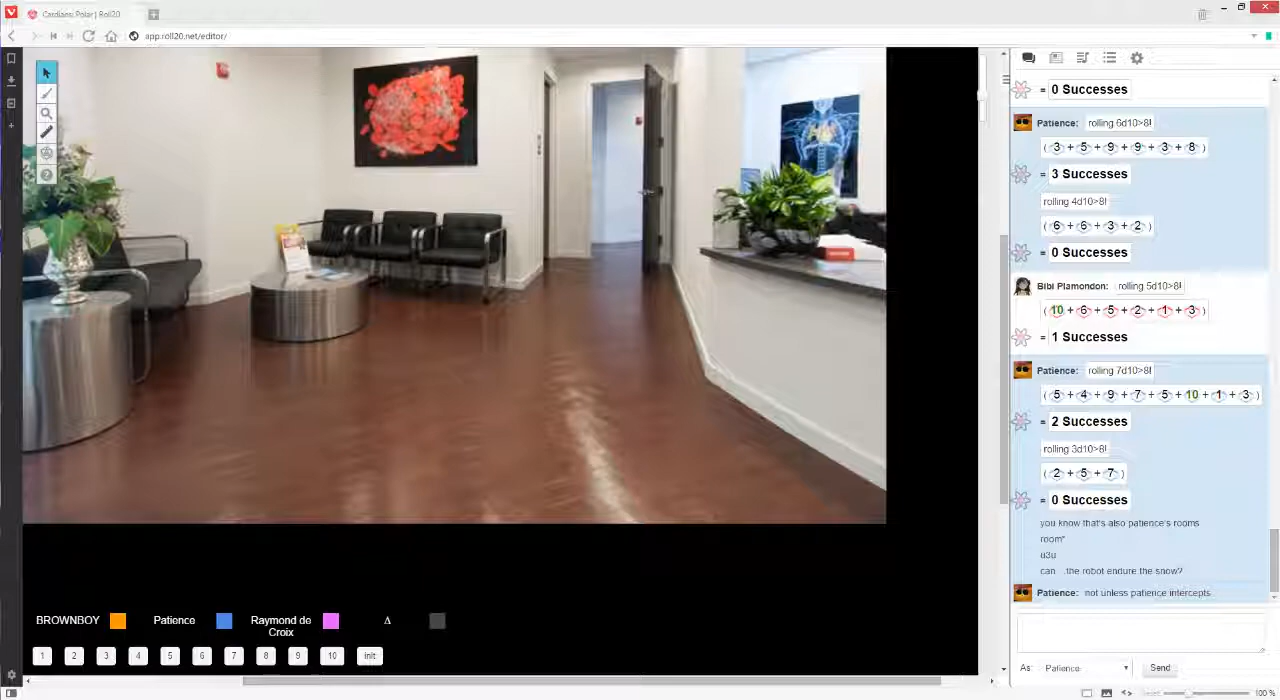 Cardians: Polar | Roll20
app.roll20.net/editor/
= 0 Successes
Patience: rolling 6d10>8!
( 3 + 5 + 9 + 9 + 3 + 8 )
= 3 Successes
rolling 4d10>8!
( 6 + 6 + 3 + 2 )
= 0 Successes
Bibi Plamondon: rolling 5d10>8!
( 10 + 6 + 5 + 2 + 1 + 3 )
= 1 Successes
Patience: rolling 7d10>8!
( 5 + 4 + 9 + 7 + 5 + 10 + 1 + 3 )
= 2 Successes
rolling 3d10>8!
( 2 + 5 + 7 )
= 0 Successes
you know that's also patience's rooms
room*
u3u
can ..the robot endure the snow?
Patience: not unless patience intercepts
As: Patience Send
BROWNBOY Patience Raymond de Croix Δ
1 2 3 4 5 6 7 8 9 10 Init
Reset 100 %